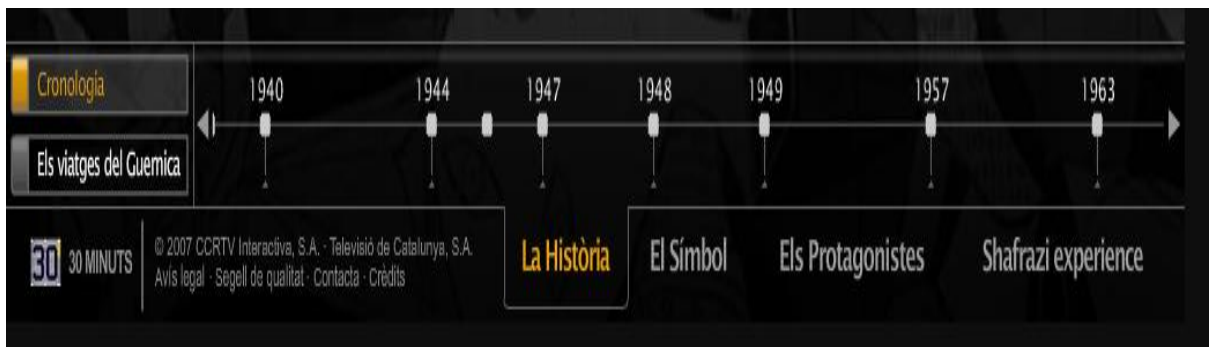 Cronologia
1940 1944 1947 1948 1949 1957 1963
Els viatges del Guernica
30 30 MINUTS
© 2007 CCRTV Interactiva, S.A. - Televisió de Catalunya, S.A.
Avís legal - Segell de qualitat - Contacta - Crèdits
La Història El Símbol Els Protagonistes Shafrazi experience